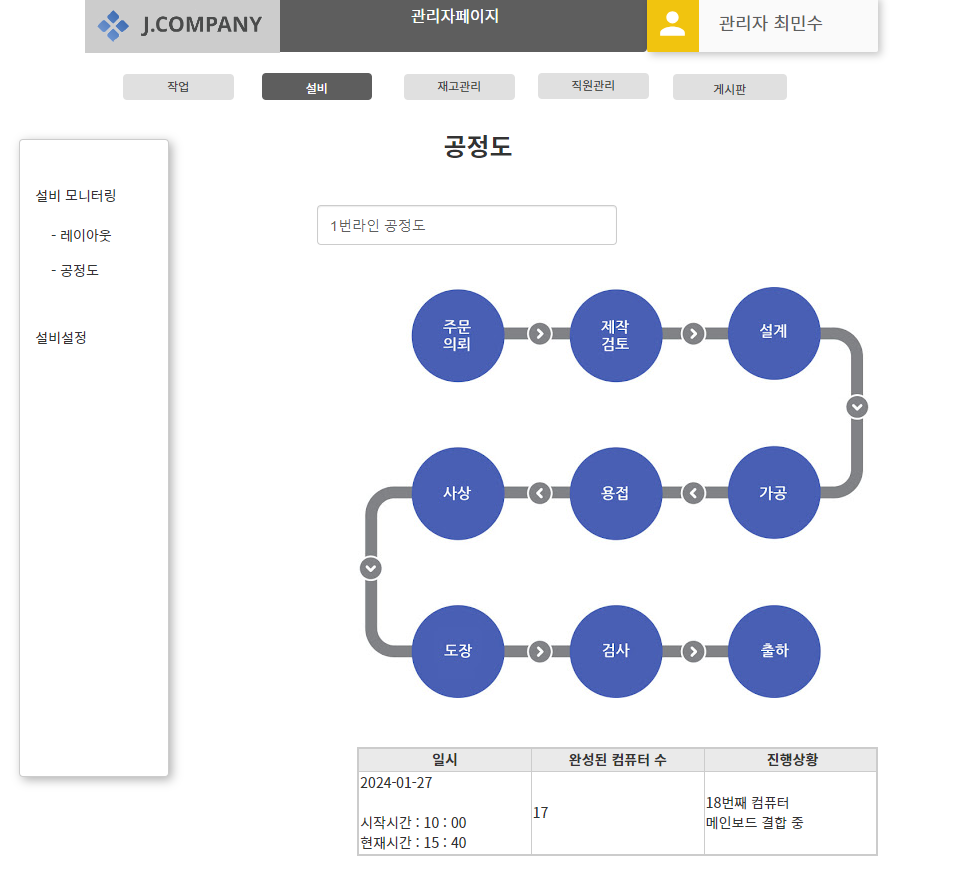 J.COMPANY
관리자페이지
관리자 최민수
작업
설비
재고관리
직원관리
게시판
설비 모니터링
- 레이아웃
- 공정도
설비설정
공정도
1번라인 공정도
주문
의뢰
제작
검토
설계
사상
용접
가공
도장
검사
출하
일시
완성된 컴퓨터 수
진행상황
2024-01-27
시작시간 : 10 : 00
현재시간 : 15 : 40
17
18번째 컴퓨터
메인보드 결합 중